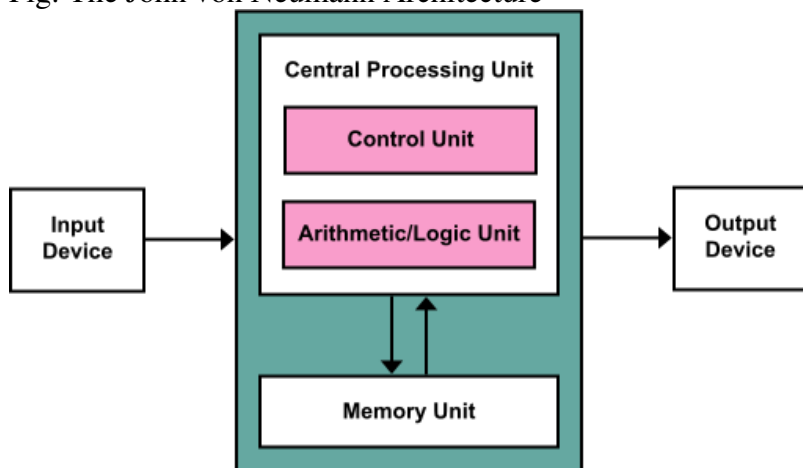 Fig: The John Von Neumann Architecture
Central Processing Unit
Control Unit
Arithmetic/Logic Unit
Input
Device
Output
Device
Memory Unit